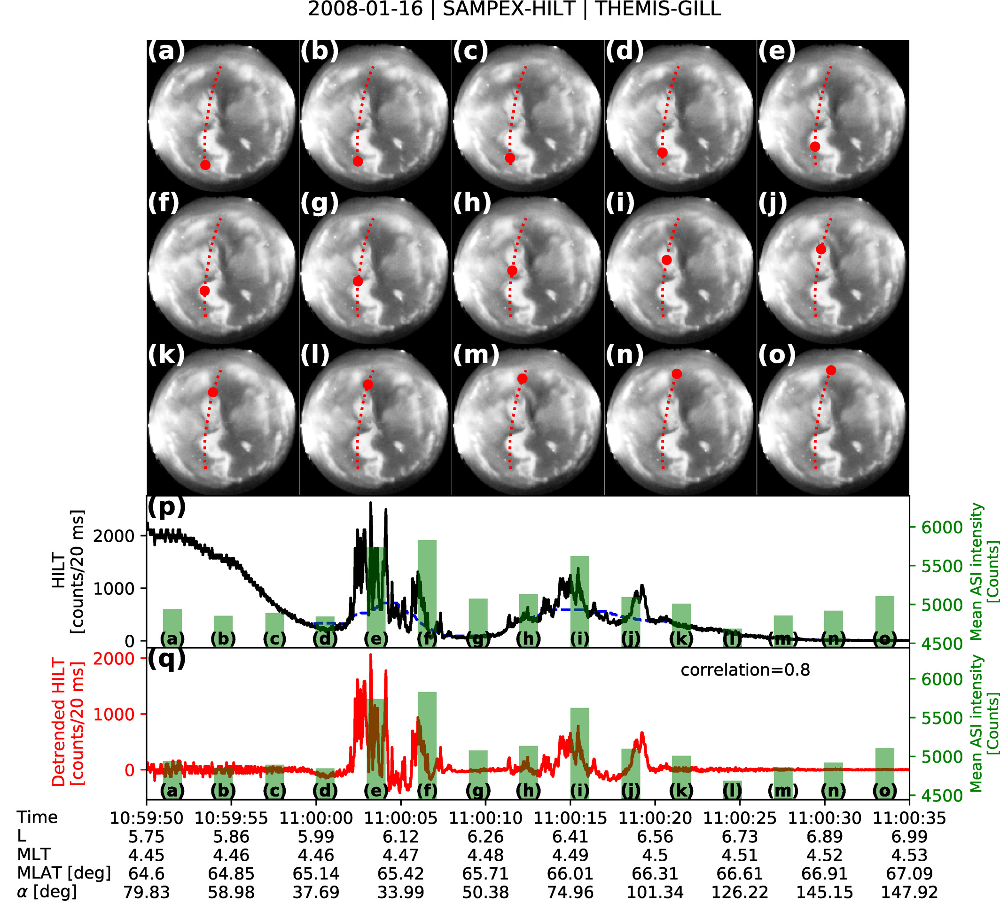 2008-01-16 | SAMPEX-HILT | THEMIS-GILL
(a) (b) (c) (d) (e)
(f) (g) (h) (i) (j)
(k) (l) (m) (n) (o)
(p)
HILT
[counts/20 ms]
2000
1000
0
6000
5500
5000
4500
Mean ASI intensity
[Counts]
(a) (b) (c) (d) (e) (f) (g) (h) (i) (j) (k) (l) (m) (n) (o)
(q)
correlation=0.8
Detrended HILT
[counts/20 ms]
2000
1000
0
6000
5500
5000
4500
Mean ASI intensity
[Counts]
(a) (b) (c) (d) (e) (f) (g) (h) (i) (j) (k) (l) (m) (n) (o)
Time 10:59:50 10:59:55 11:00:00 11:00:05 11:00:10 11:00:15 11:00:20 11:00:25 11:00:30 11:00:35
L 5.75 5.86 5.99 6.12 6.26 6.41 6.56 6.73 6.89 6.99
MLT 4.45 4.46 4.46 4.47 4.48 4.49 4.5 4.51 4.52 4.53
MLAT [deg] 64.6 64.85 65.14 65.42 65.71 66.01 66.31 66.61 66.91 67.09
α [deg] 79.83 58.98 37.69 33.99 50.38 74.96 101.34 126.22 145.15 147.92